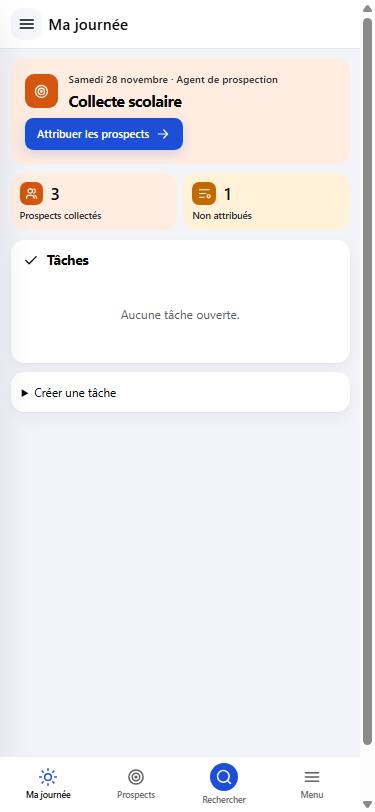 Ma journée
Samedi 28 novembre · Agent de prospection
Collecte scolaire
Attribuer les prospects
3
Prospects collectés
1
Non attribués
Tâches
Aucune tâche ouverte.
Créer une tâche
Ma journée
Prospects
Rechercher
Menu